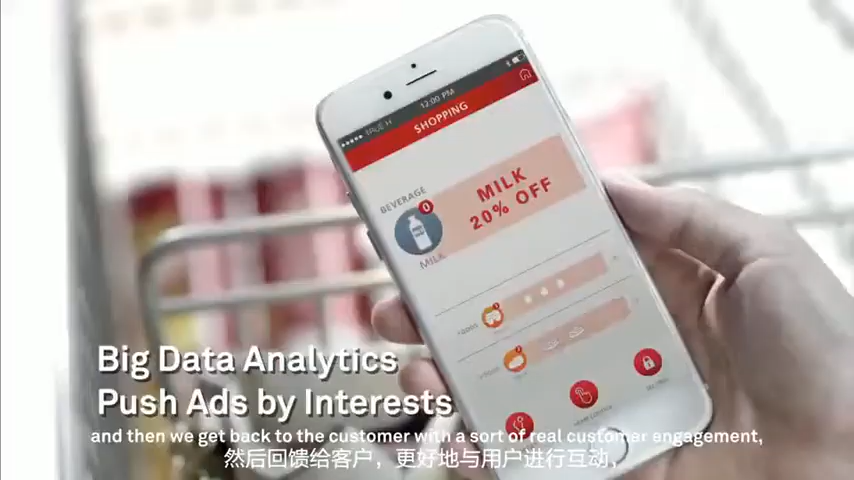 12:00 PM
SHOPPING
BEVERAGE
0
MILK
20% OFF
MILK
Big Data Analytics
Push Ads by Interests
and then we get back to the customer with a sort of real customer engagement,
然后回馈给客户，更好地与用户进行互动，